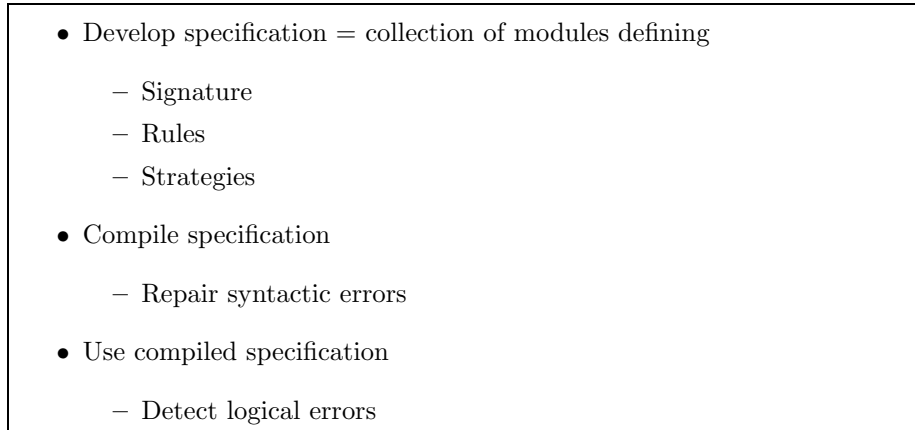 • Develop specification = collection of modules defining
– Signature
– Rules
– Strategies
• Compile specification
– Repair syntactic errors
• Use compiled specification
– Detect logical errors